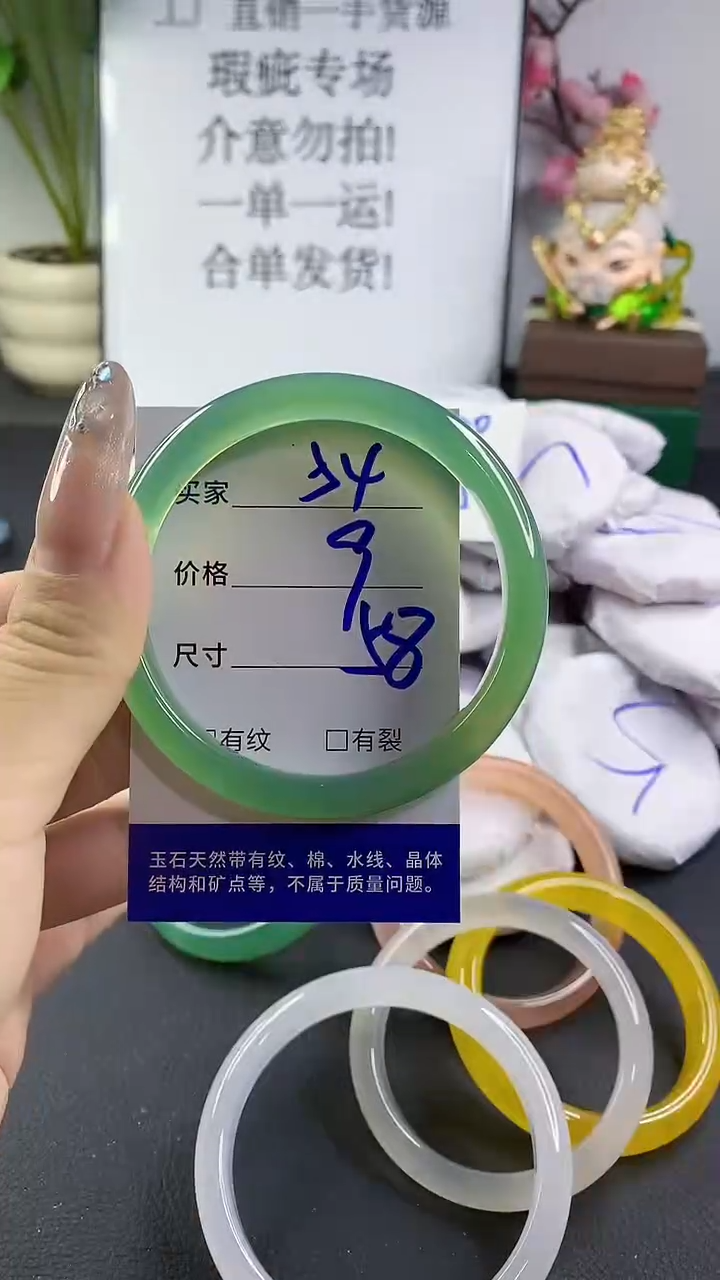 直销一手货源
瑕疵专场
介意勿拍!
一单一运!
合单发货!
买家 54
价格 9
尺寸 58
□有纹 □有裂
玉石天然带有纹、棉、水线、晶体
结构和矿点等，不属于质量问题。